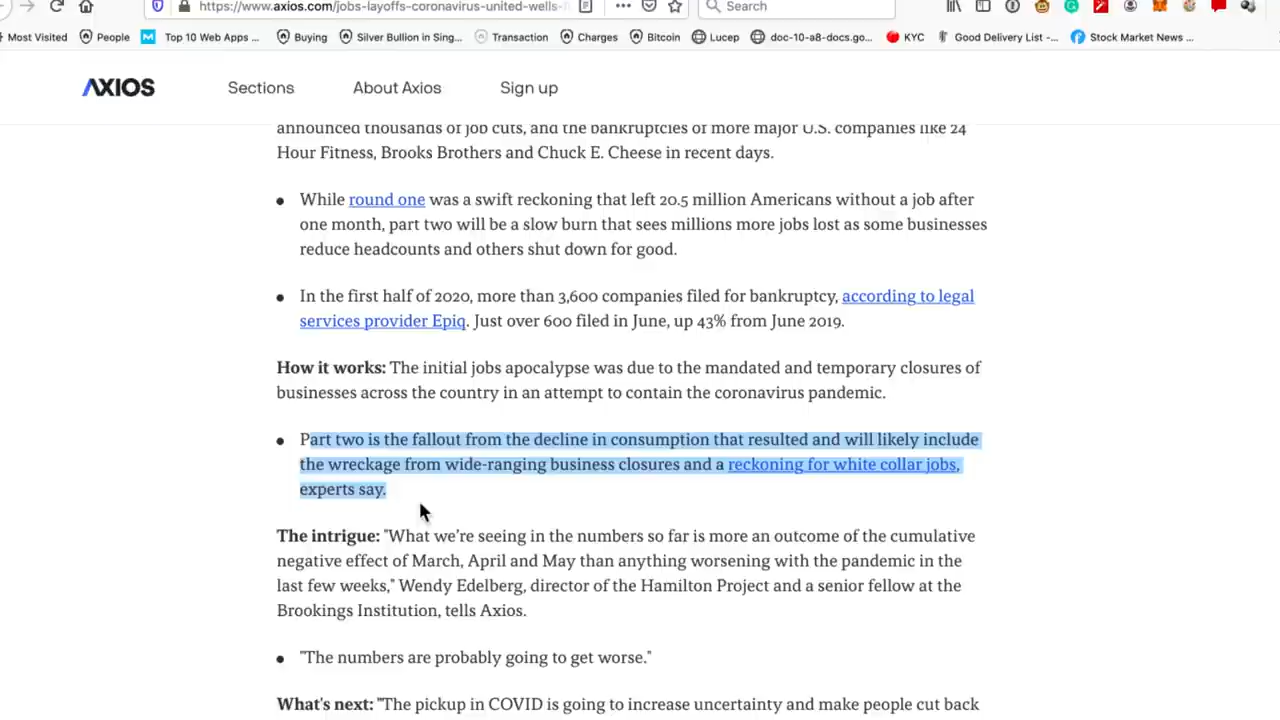 https://www.axios.com/jobs-layoffs-coronavirus-united-wells-
Search
Most Visited
People
Top 10 Web Apps ...
Buying
Silver Bullion in Sing...
Transaction
Charges
Bitcoin
Lucep
doc-10-a8-docs.go...
KYC
Good Delivery List -...
Stock Market News ...
AXIOS
Sections
About Axios
Sign up
announced thousands of job cuts, and the bankruptcies of more major U.S. companies like 24
Hour Fitness, Brooks Brothers and Chuck E. Cheese in recent days.
While round one was a swift reckoning that left 20.5 million Americans without a job after
one month, part two will be a slow burn that sees millions more jobs lost as some businesses
reduce headcounts and others shut down for good.
In the first half of 2020, more than 3,600 companies filed for bankruptcy, according to legal
services provider Epiq. Just over 600 filed in June, up 43% from June 2019.
How it works: The initial jobs apocalypse was due to the mandated and temporary closures of
businesses across the country in an attempt to contain the coronavirus pandemic.
Part two is the fallout from the decline in consumption that resulted and will likely include
the wreckage from wide-ranging business closures and a reckoning for white collar jobs,
experts say.
The intrigue: "What we're seeing in the numbers so far is more an outcome of the cumulative
negative effect of March, April and May than anything worsening with the pandemic in the
last few weeks," Wendy Edelberg, director of the Hamilton Project and a senior fellow at the
Brookings Institution, tells Axios.
"The numbers are probably going to get worse."
What's next: "The pickup in COVID is going to increase uncertainty and make people cut back